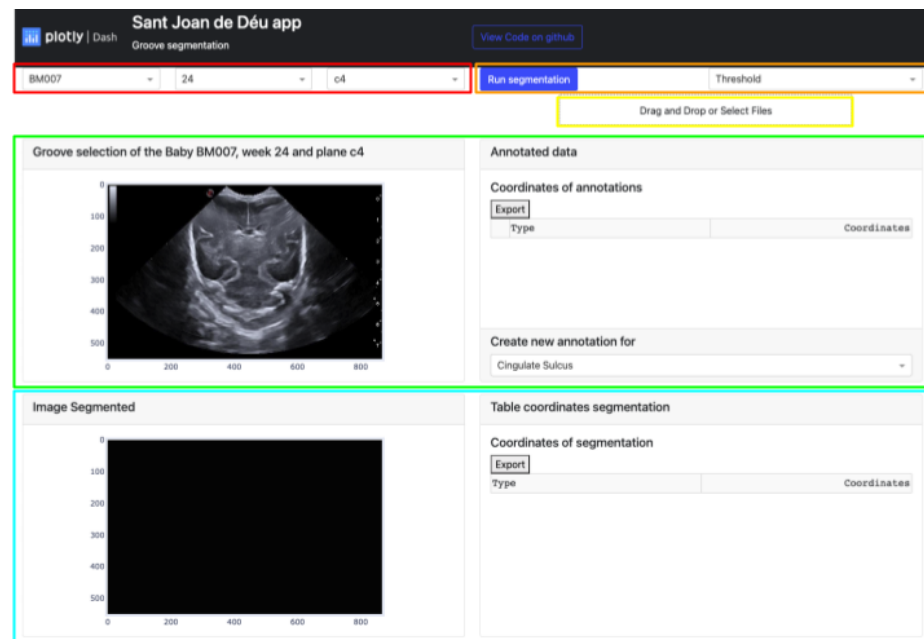 plotly | Dash
Sant Joan de Déu app
Groove segmentation
View Code on github
BM007
24
c4
Run segmentation
Threshold
Drag and Drop or Select Files
Groove selection of the Baby BM007, week 24 and plane c4
0
100
200
300
400
500
0 200 400 600 800
Annotated data
Coordinates of annotations
Export
Type Coordinates
Create new annotation for
Cingulate Sulcus
Image Segmented
0
100
200
300
400
500
0 200 400 600 800
Table coordinates segmentation
Coordinates of segmentation
Export
Type Coordinates